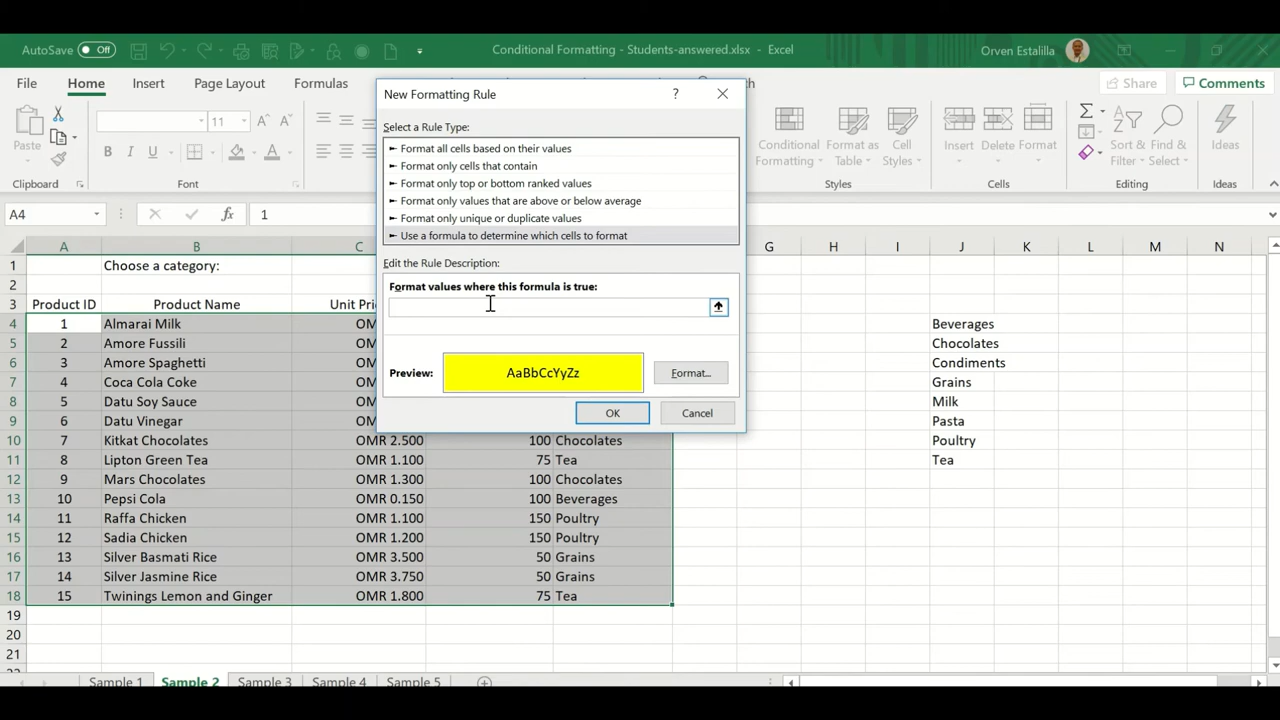 AutoSave Off Conditional Formatting - Students-answered.xlsx - Excel Orven Estalilla
File Home Insert Page Layout Formulas Share Comments
Paste 11 A A Conditional Formatting Format as Table Cell Styles Insert Delete Format Sort & Filter Find & Select Ideas
B I U A
Clipboard Font Styles Cells Editing Ideas
A4 fx 1
New Formatting Rule ?
Select a Rule Type:
► Format all cells based on their values
► Format only cells that contain
► Format only top or bottom ranked values
► Format only values that are above or below average
► Format only unique or duplicate values
► Use a formula to determine which cells to format
Edit the Rule Description:
Format values where this formula is true:
Preview: AaBbCcYyZz Format...
OK Cancel
A B C G H I J K L M N
1 Choose a category:
2
3 Product ID Product Name Unit Pri
4 1 Almarai Milk OM Beverages
5 2 Amore Fussili OM Chocolates
6 3 Amore Spaghetti OM Condiments
7 4 Coca Cola Coke OM Grains
8 5 Datu Soy Sauce OM Milk
9 6 Datu Vinegar OM Pasta
10 7 Kitkat Chocolates OMR 2.500 100 Chocolates Poultry
11 8 Lipton Green Tea OMR 1.100 75 Tea Tea
12 9 Mars Chocolates OMR 1.300 100 Chocolates
13 10 Pepsi Cola OMR 0.150 100 Beverages
14 11 Raffa Chicken OMR 1.100 150 Poultry
15 12 Sadia Chicken OMR 1.200 150 Poultry
16 13 Silver Basmati Rice OMR 3.500 50 Grains
17 14 Silver Jasmine Rice OMR 3.750 50 Grains
18 15 Twinings Lemon and Ginger OMR 1.800 75 Tea
19
20
21
Sample 1 Sample 2 Sample 3 Sample 4 Sample 5